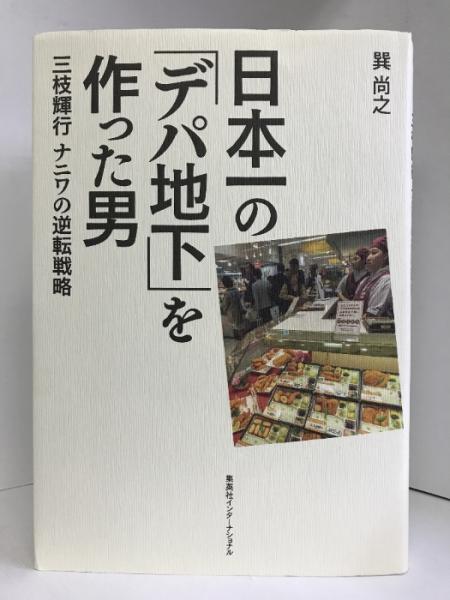 巽 尚之
日本一の
「デパ地下」を
作った男
三枝輝行 ナニワの逆転戦略
集英社インターナショナル